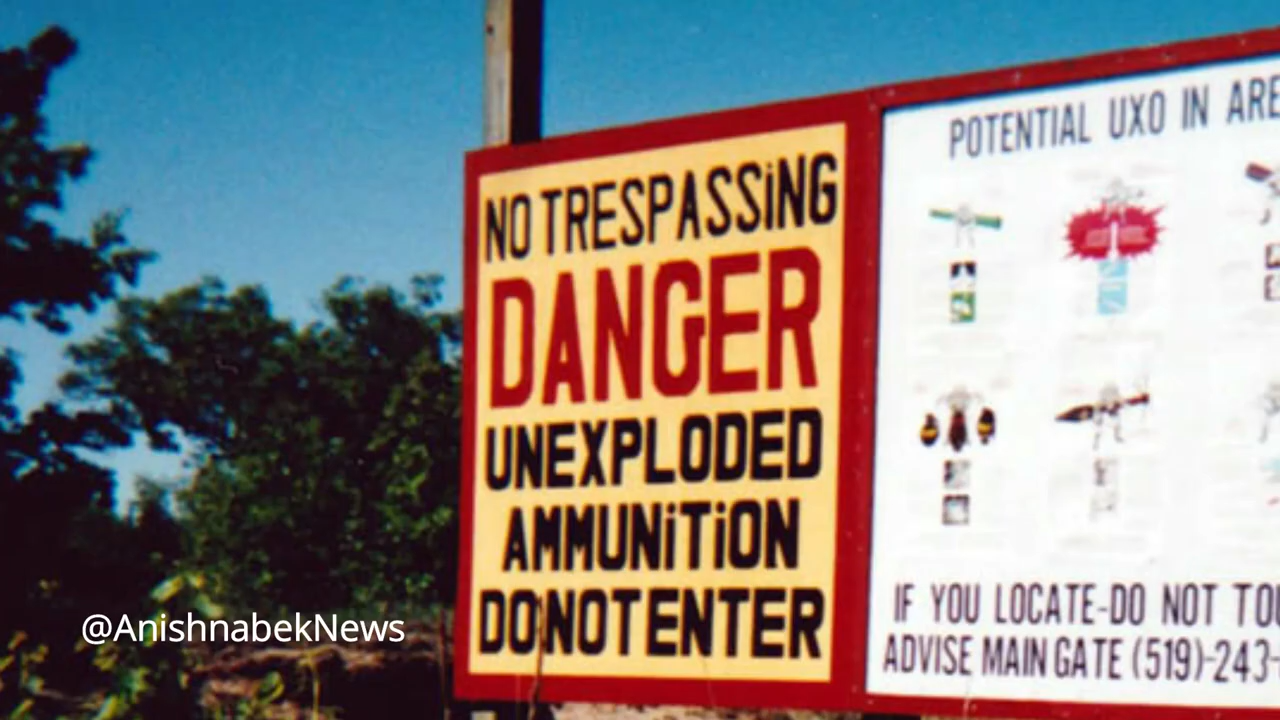 NO TRESPASSiNG
DANGER
UNEXPLODED
AMMUNiTiON
DO NOT ENTER
POTENTIAL UXO IN
IF YOU LOCATE-DO NOT
ADVISE MAIN GATE (519)-243-
@AnishnabekNews